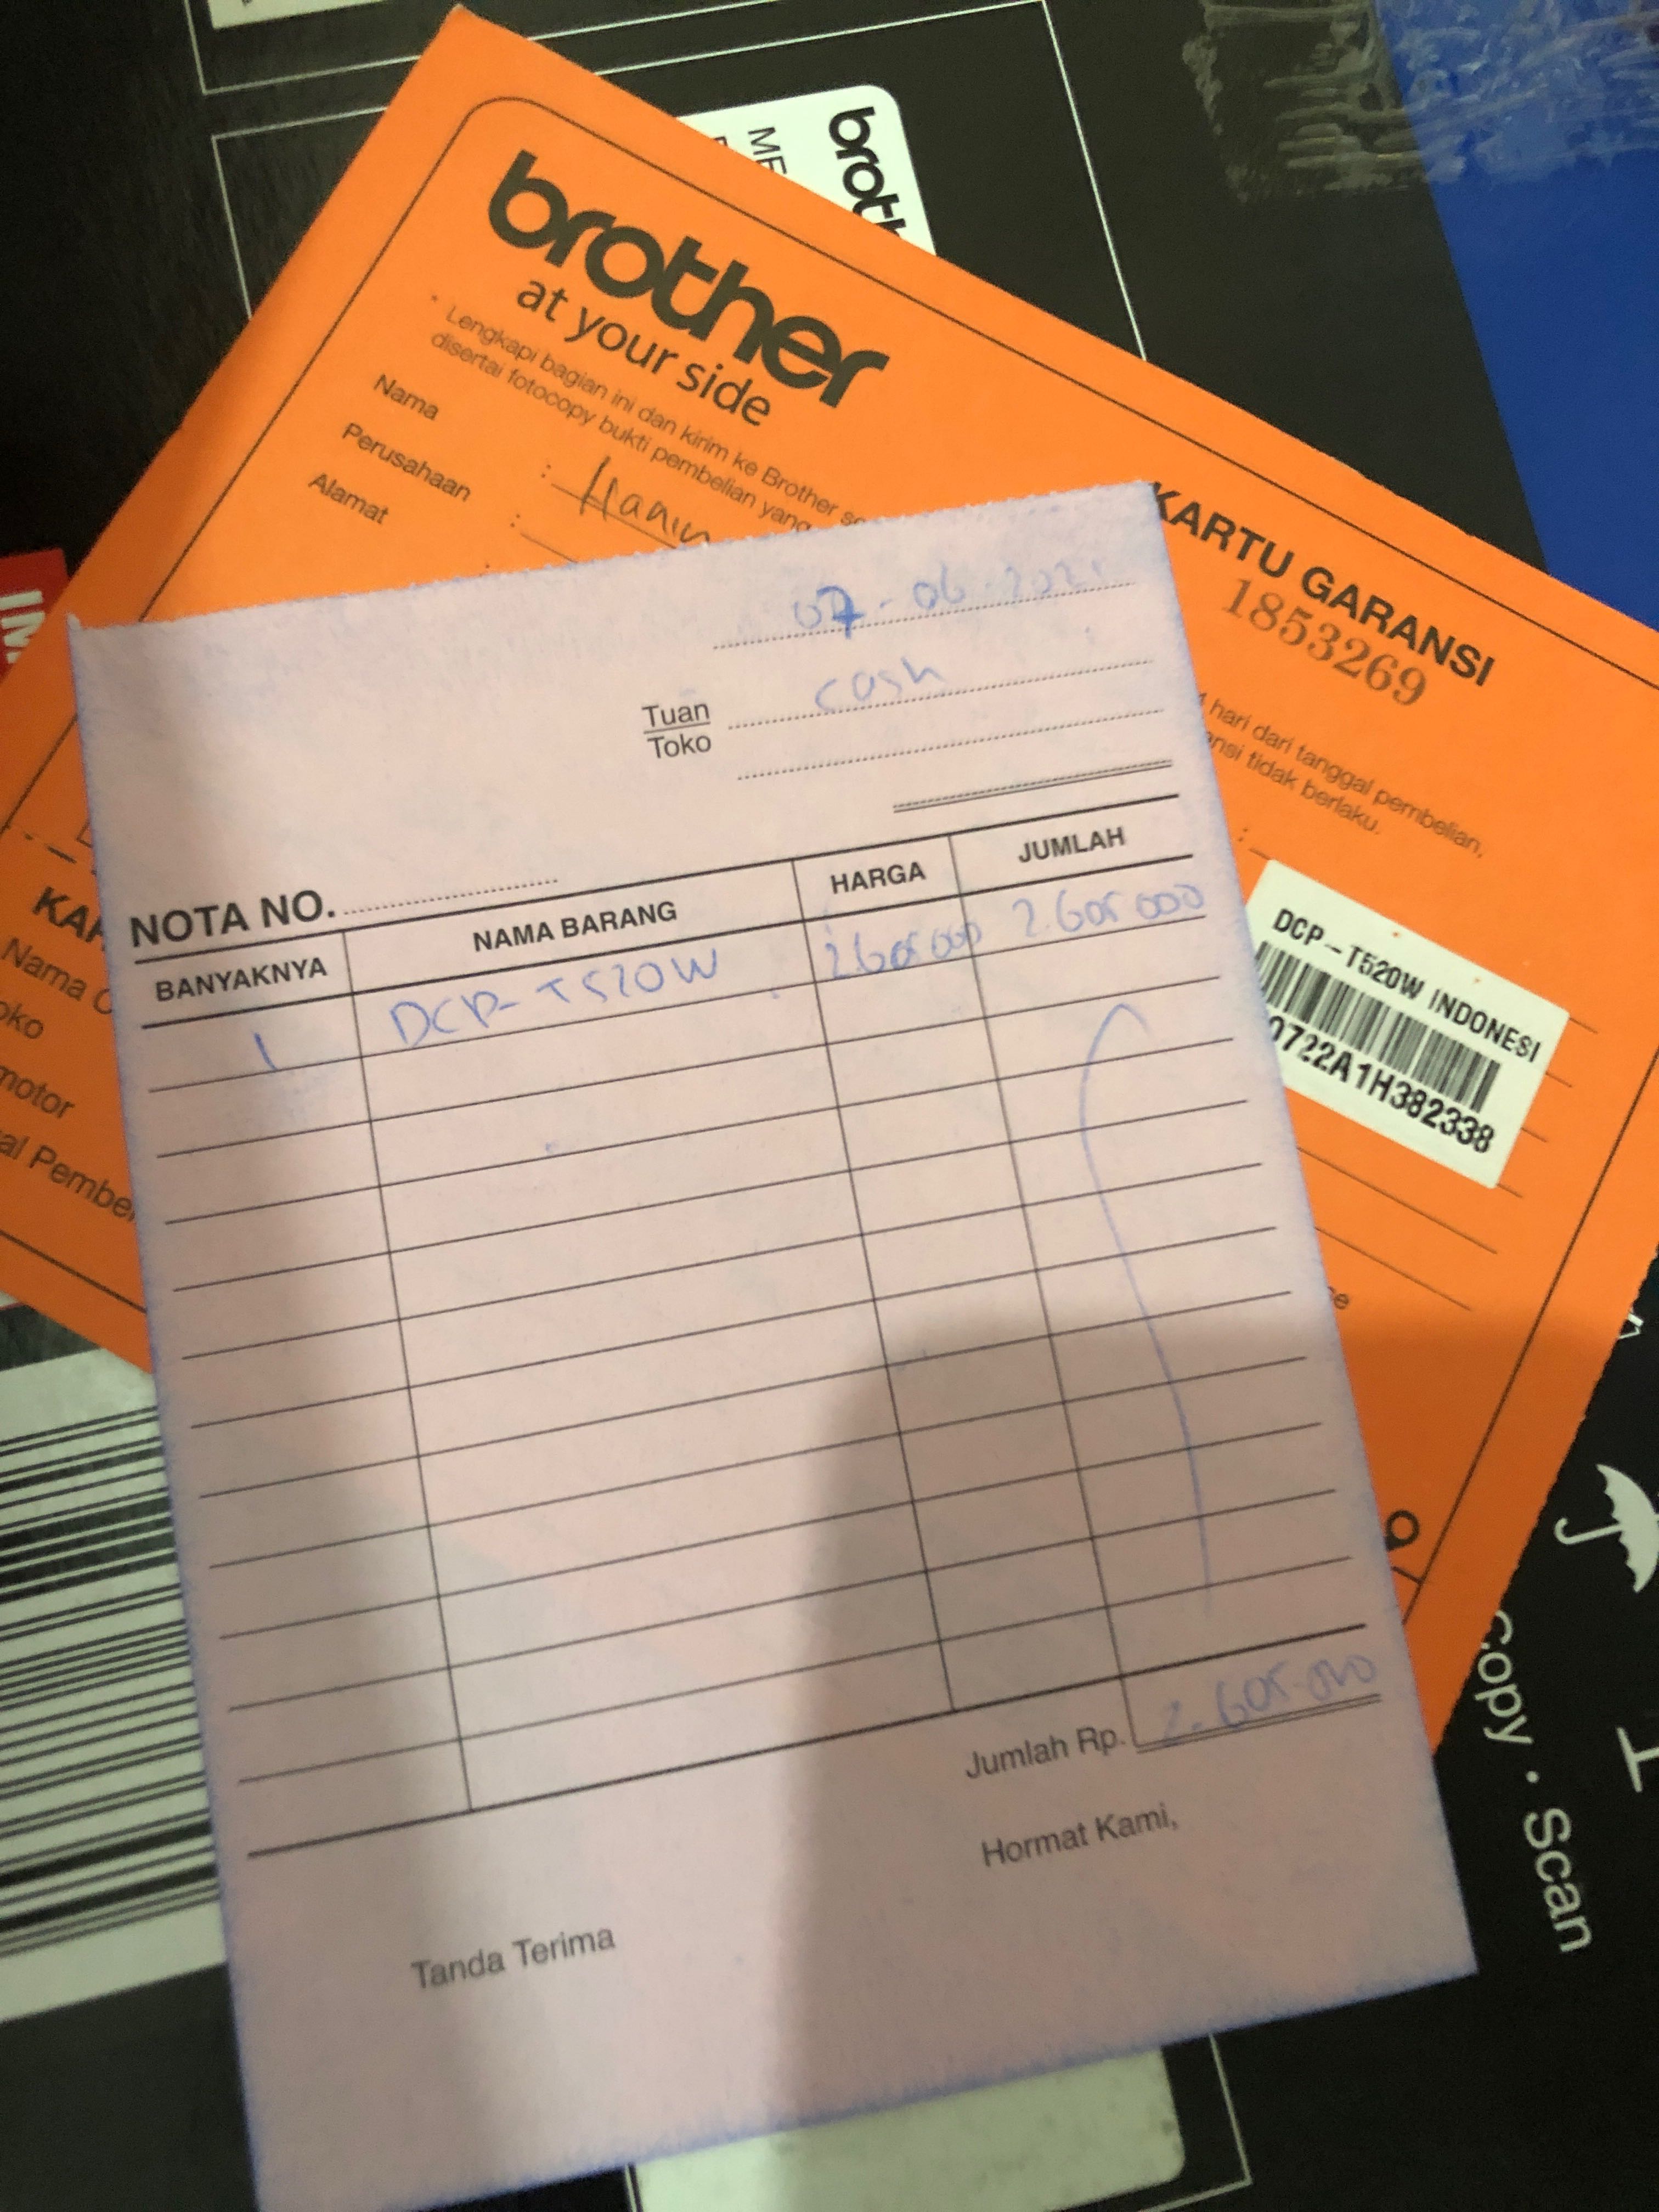 brother
at your side
* Lengkapi bagian ini dan kirim ke Brother
disertai fotocopy bukti pembelian yang
Nama
Perusahaan :
Alamat :
KARTU GARANSI
1853269
hari dari tanggal pembelian,
tidak berlaku.
DCP-T520W INDONESI
0722A1H382338
07-06-2021
Tuan cash
Toko
NOTA NO.
BANYAKNYA NAMA BARANG HARGA JUMLAH
1 DCP-T520W 2.605.000 2.605.000
Jumlah Rp. 2.605.000
Hormat Kami,
Tanda Terima
Nama
motor
Copy • Scan